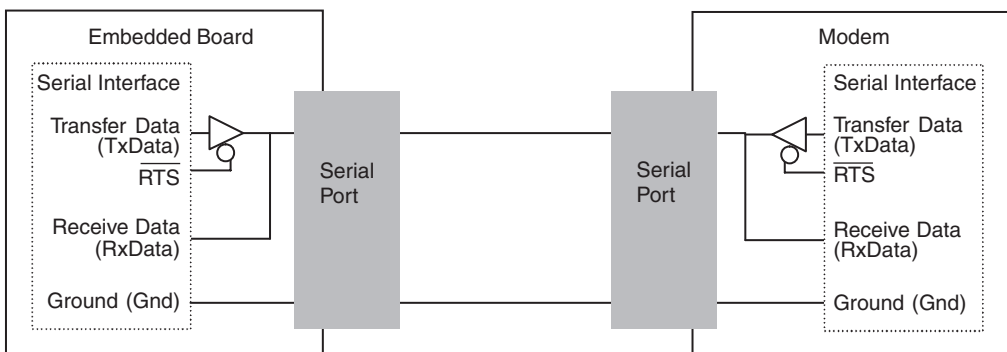 Embedded Board
Serial Interface
Transfer Data
(TxData)
RTS
Receive Data
(RxData)
Ground (Gnd)
Serial
Port
Serial
Port
Modem
Serial Interface
Transfer Data
(TxData)
RTS
Receive Data
(RxData)
Ground (Gnd)